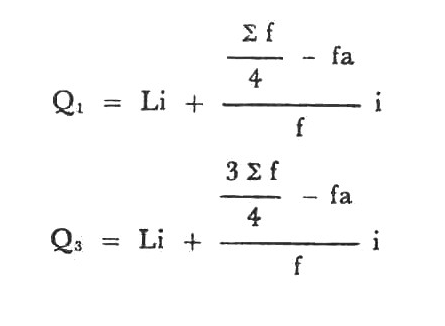 Σ f
4
- fa
Q₁ = Li +
i
f
3 Σ f
4
- fa
Q₃ = Li +
i
f